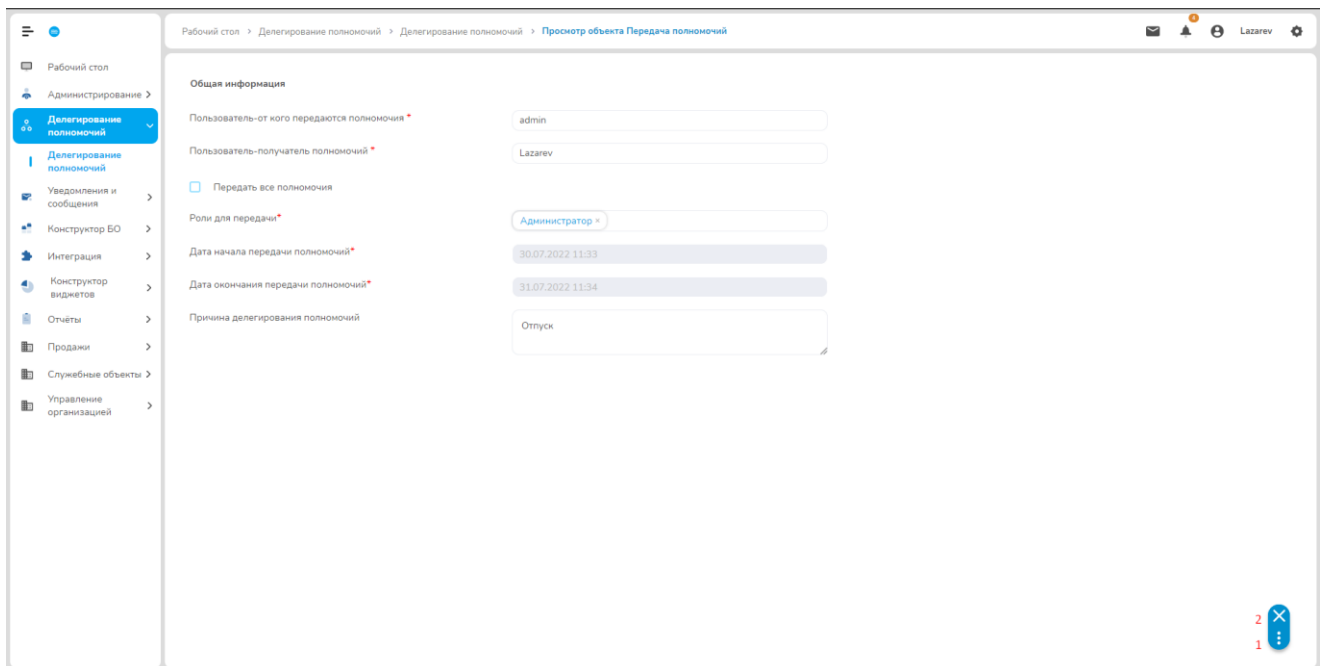 Рабочий стол > Делегирование полномочий > Делегирование полномочий > Просмотр объекта Передача полномочий
4
Lazarev
Рабочий стол
Администрирование
Делегирование
полномочий
Делегирование
полномочий
Уведомления и
сообщения
Конструктор БО
Интеграция
Конструктор
виджетов
Отчёты
Продажи
Служебные объекты
Управление
организацией
Общая информация
Пользователь-от кого передаются полномочия *
admin
Пользователь-получатель полномочий *
Lazarev
Передать все полномочия
Роли для передачи*
Администратор ×
Дата начала передачи полномочий*
30.07.2022 11:33
Дата окончания передачи полномочий*
31.07.2022 11:34
Причина делегирования полномочий
Отпуск
2
1